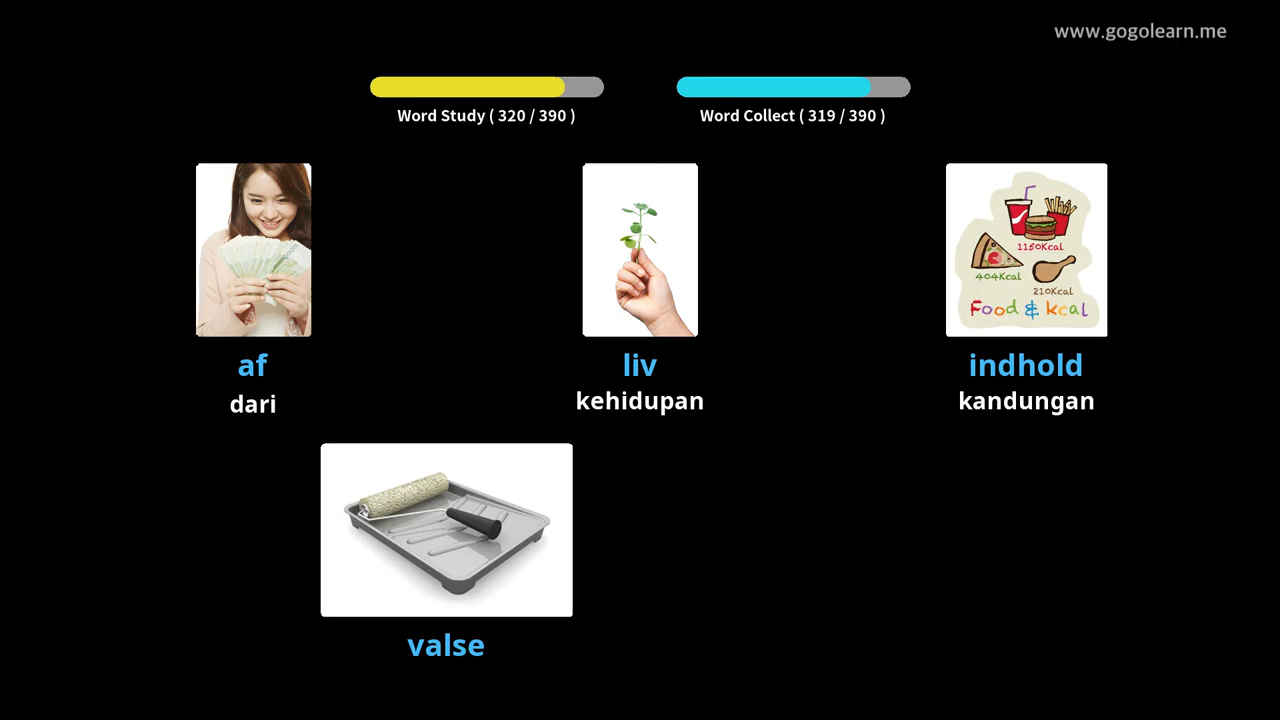 www.gogolearn.me
Word Study ( 320 / 390 )
Word Collect ( 319 / 390 )
1150Kcal
404Kcal
210Kcal
Food & kcal
af
liv
indhold
dari
kehidupan
kandungan
valse